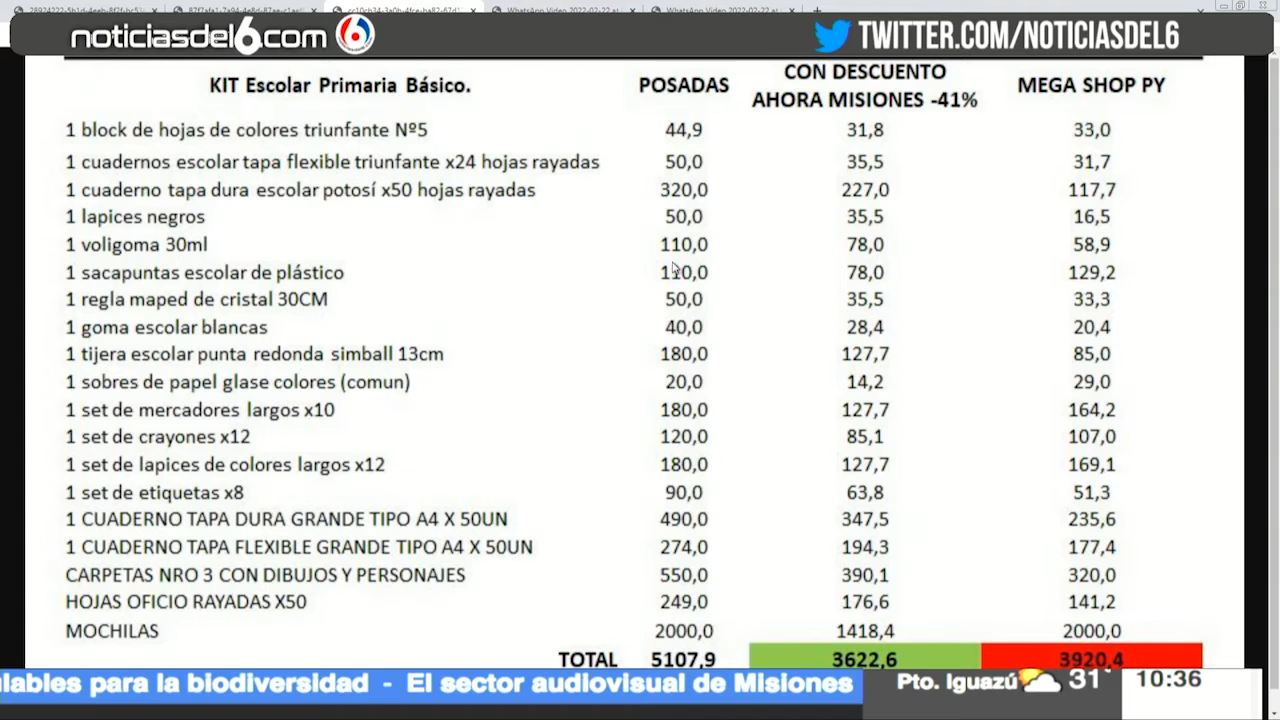 noticiasdel6.com
TWITTER.COM/NOTICIASDEL6
KIT Escolar Primaria Básico. POSADAS CON DESCUENTO AHORA MISIONES -41% MEGA SHOP PY
1 block de hojas de colores triunfante Nº5 44,9 31,8 33,0
1 cuadernos escolar tapa flexible triunfante x24 hojas rayadas 50,0 35,5 31,7
1 cuaderno tapa dura escolar potosí x50 hojas rayadas 320,0 227,0 117,7
1 lapices negros 50,0 35,5 16,5
1 voligoma 30ml 110,0 78,0 58,9
1 sacapuntas escolar de plástico 110,0 78,0 129,2
1 regla maped de cristal 30CM 50,0 35,5 33,3
1 goma escolar blancas 40,0 28,4 20,4
1 tijera escolar punta redonda simball 13cm 180,0 127,7 85,0
1 sobres de papel glase colores (comun) 20,0 14,2 29,0
1 set de mercadores largos x10 180,0 127,7 164,2
1 set de crayones x12 120,0 85,1 107,0
1 set de lapices de colores largos x12 180,0 127,7 169,1
1 set de etiquetas x8 90,0 63,8 51,3
1 CUADERNO TAPA DURA GRANDE TIPO A4 X 50UN 490,0 347,5 235,6
1 CUADERNO TAPA FLEXIBLE GRANDE TIPO A4 X 50UN 274,0 194,3 177,4
CARPETAS NRO 3 CON DIBUJOS Y PERSONAJES 550,0 390,1 320,0
HOJAS OFICIO RAYADAS X50 249,0 176,6 141,2
MOCHILAS 2000,0 1418,4 2000,0
TOTAL 5107,9 3622,6 3920,4
lables para la biodiversidad - El sector audiovisual de Misiones
Pto. Iguazú 31° 10:36